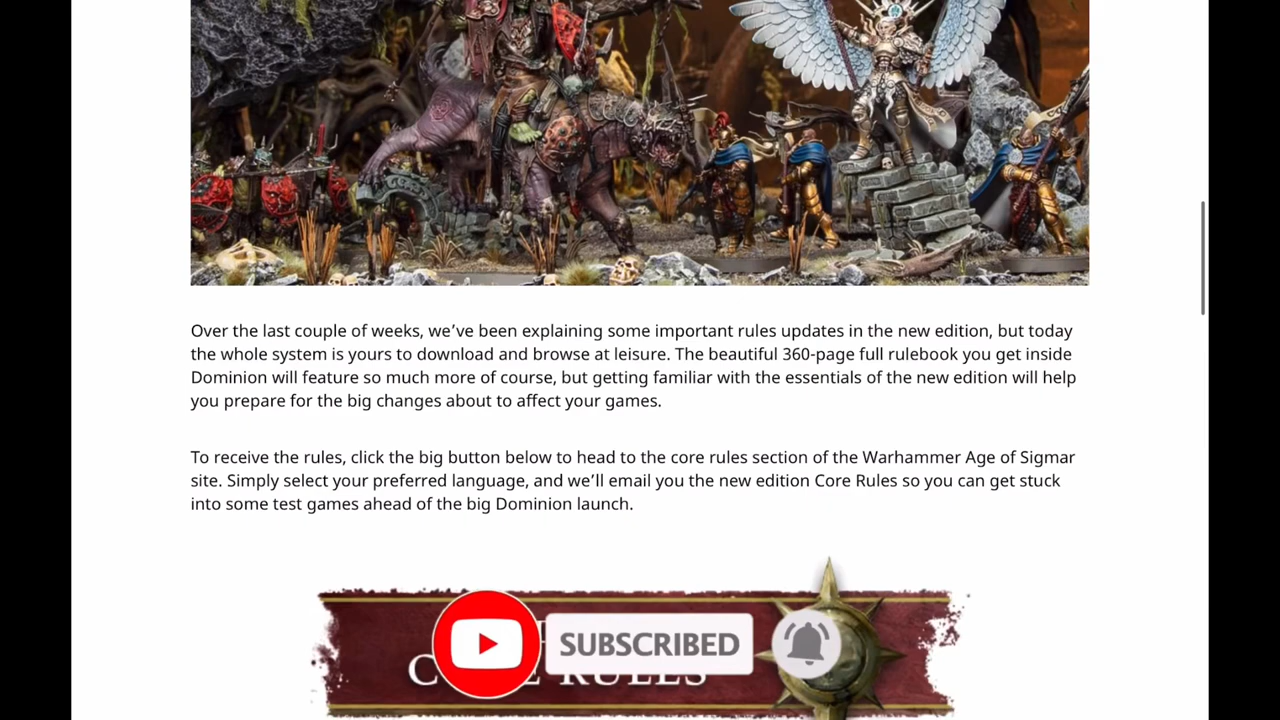 Over the last couple of weeks, we’ve been explaining some important rules updates in the new edition, but today
the whole system is yours to download and browse at leisure. The beautiful 360-page full rulebook you get inside
Dominion will feature so much more of course, but getting familiar with the essentials of the new edition will help
you prepare for the big changes about to affect your games.
To receive the rules, click the big button below to head to the core rules section of the Warhammer Age of Sigmar
site. Simply select your preferred language, and we’ll email you the new edition Core Rules so you can get stuck
into some test games ahead of the big Dominion launch.
SUBSCRIBED
RULES